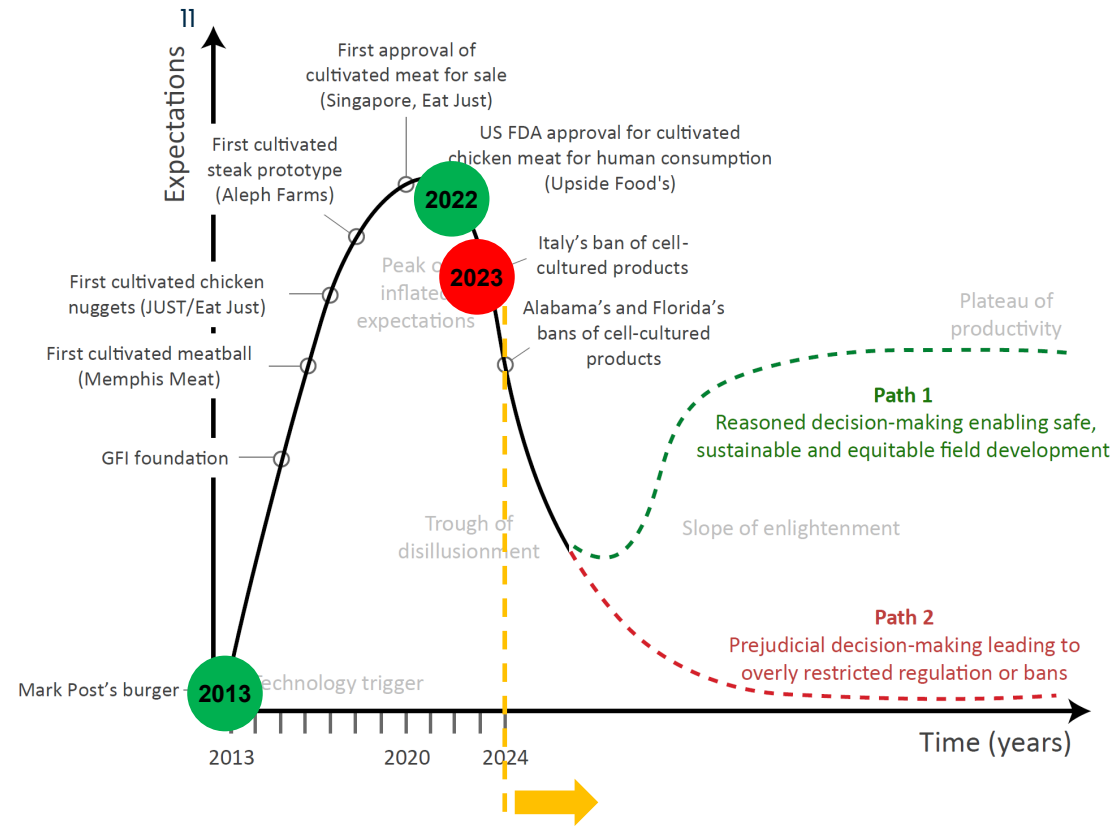 11
Expectations
First approval of
cultivated meat for sale
(Singapore, Eat Just)
US FDA approval for cultivated
chicken meat for human consumption
(Upside Food's)
First cultivated
steak prototype
(Aleph Farms)
2022
Italy's ban of cell-
cultured products
2023
Peak
inflated
expectations
First cultivated chicken
nuggets (JUST/Eat Just)
Alabama's and Florida's
bans of cell-cultured
products
Plateau of
productivity
First cultivated meatball
(Memphis Meat)
Path 1
Reasoned decision-making enabling safe,
sustainable and equitable field development
GFI foundation
Trough of
disillusionment
Slope of enlightenment
Path 2
Prejudicial decision-making leading to
overly restricted regulation or bans
Mark Post's burger
2013
Technology trigger
Time (years)
2013
2020
2024